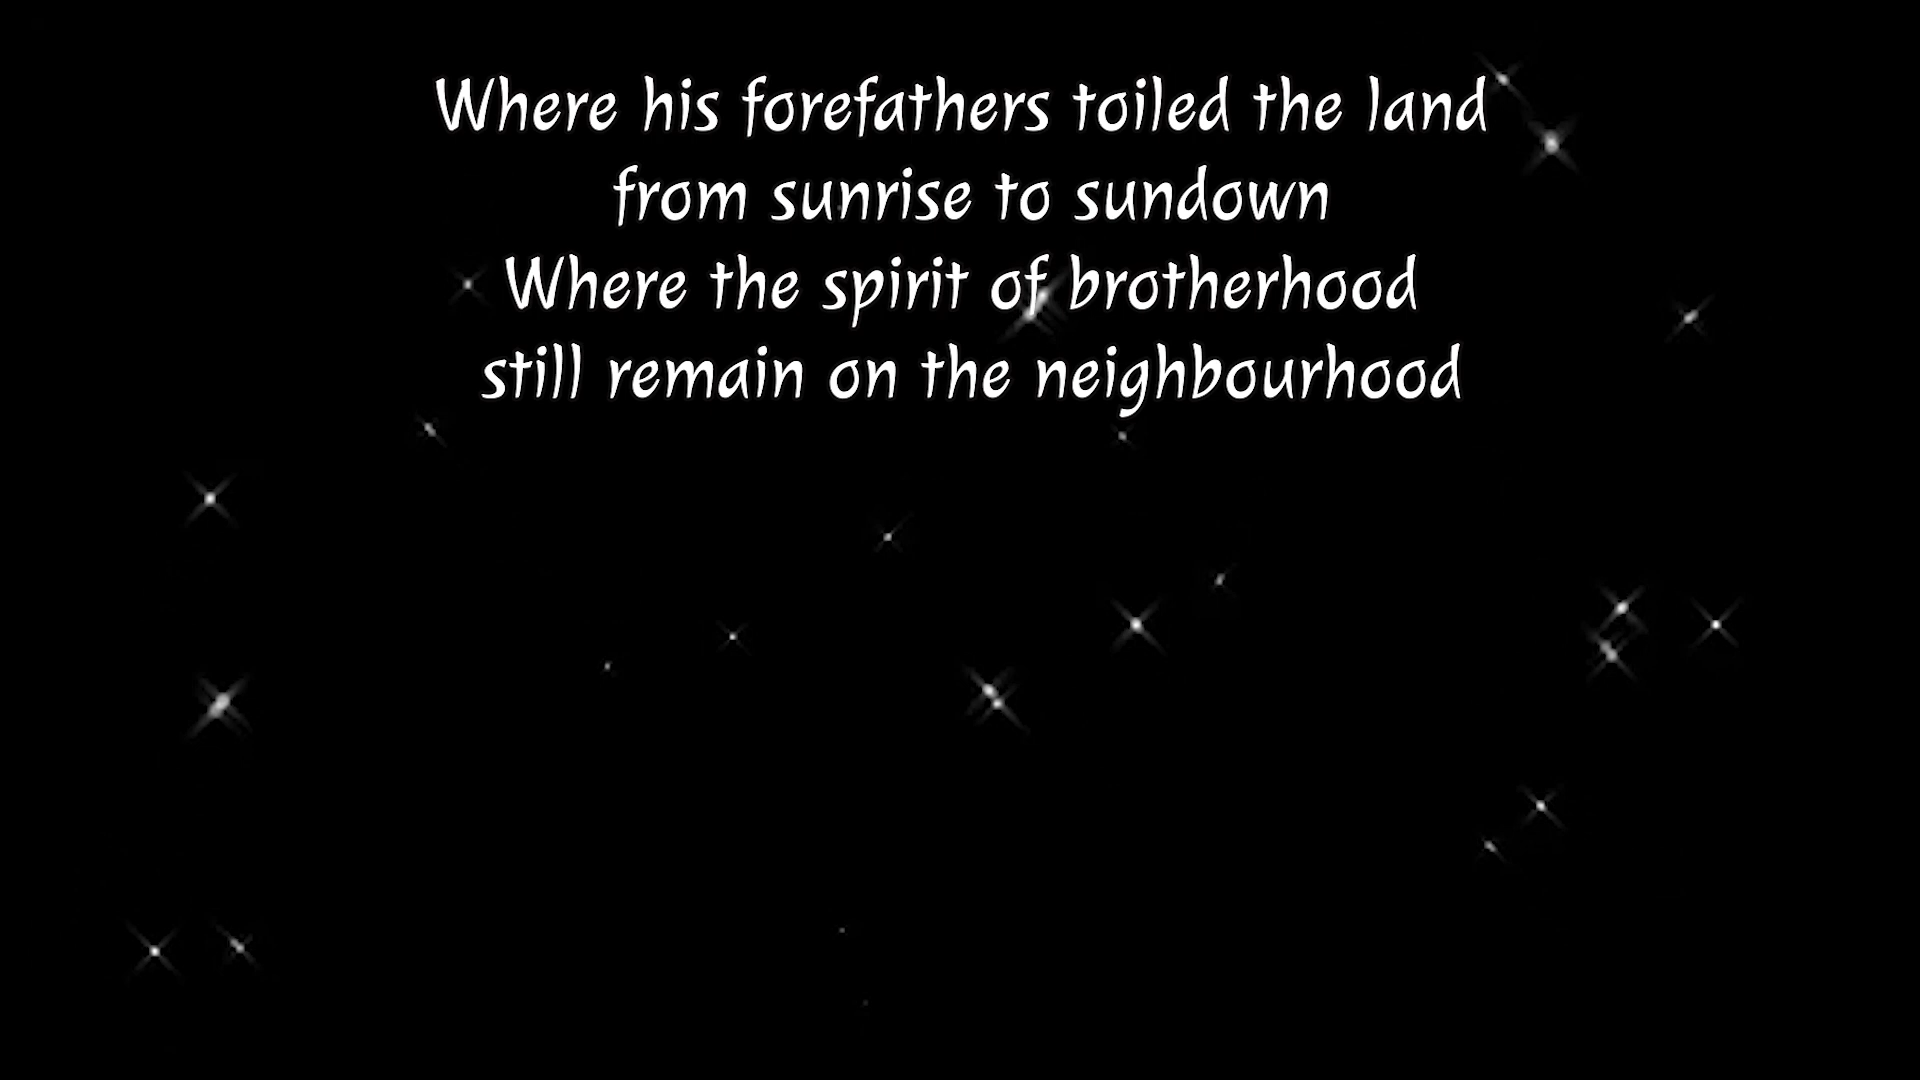 Where his forefathers toiled the land
from sunrise to sundown
Where the spirit of brotherhood
still remain on the neighbourhood